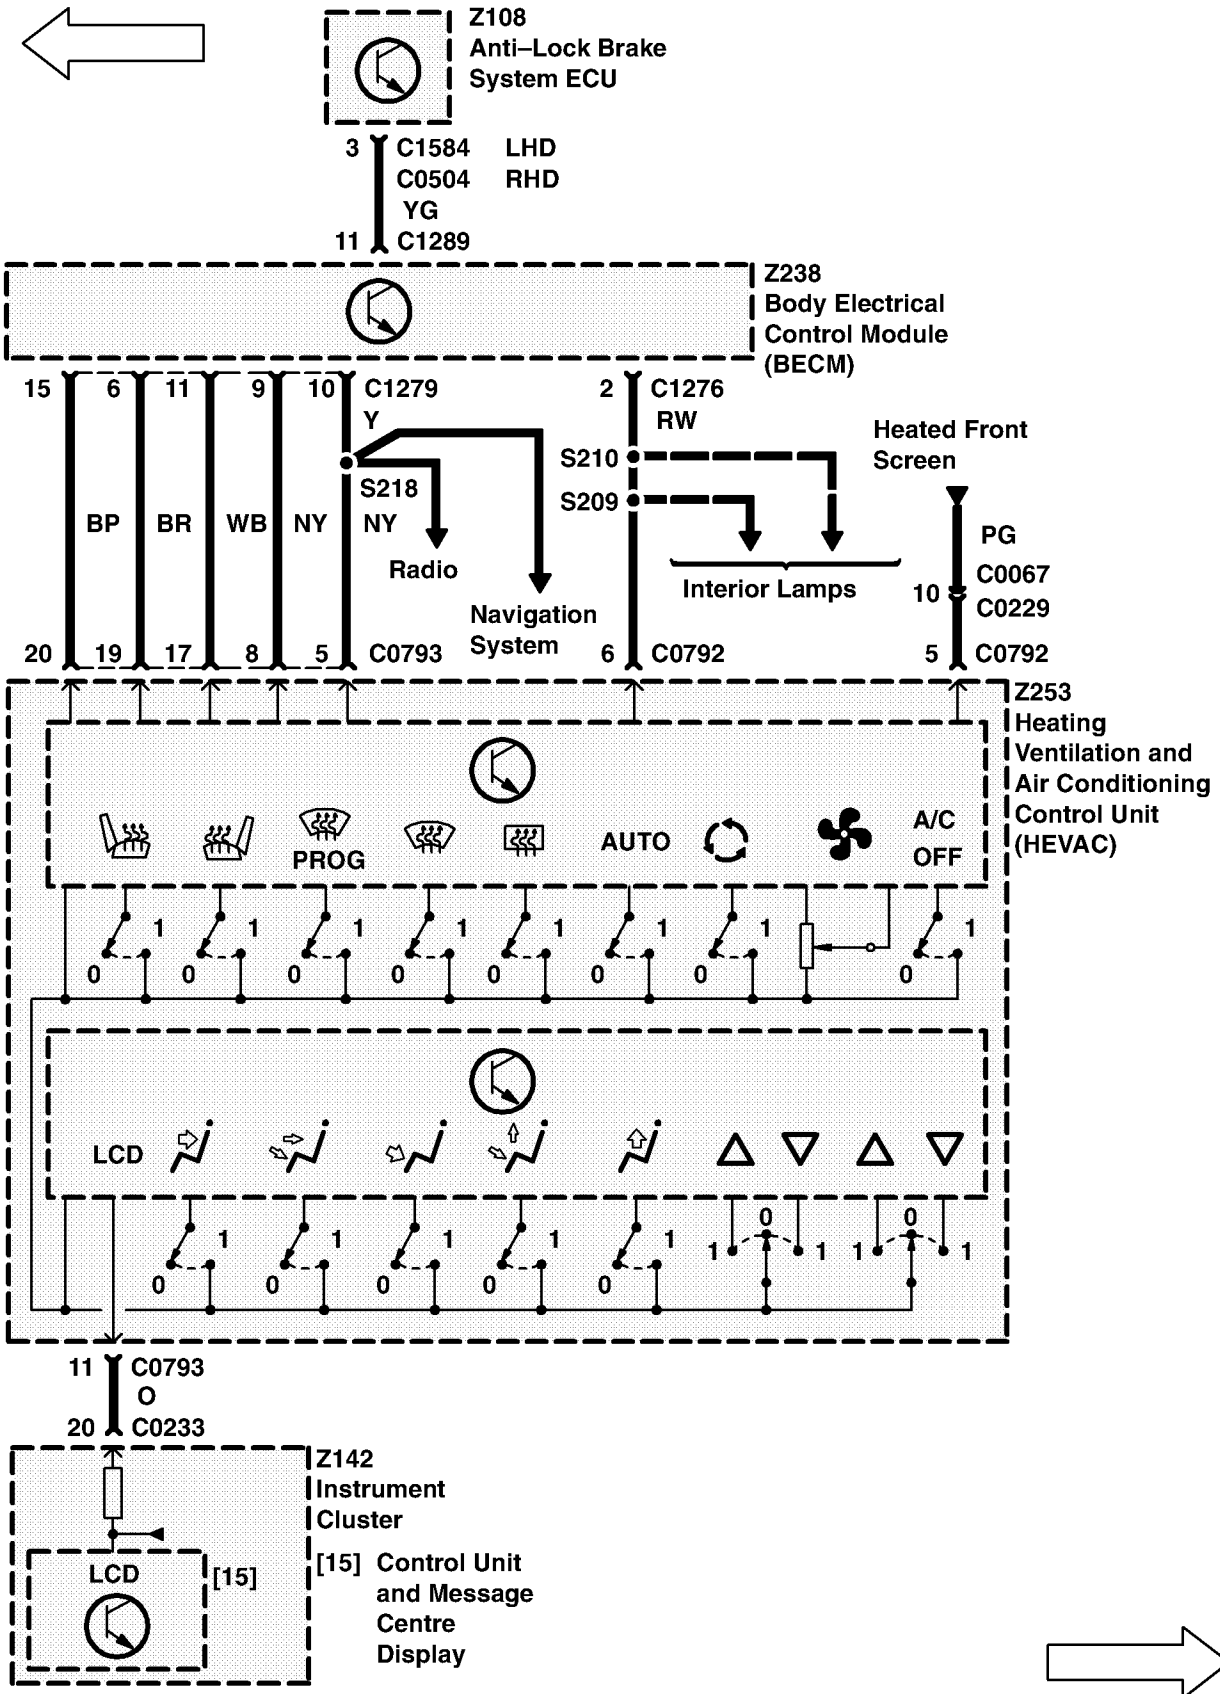 Z108
Anti–Lock Brake
System ECU
3 C1584 LHD
C0504 RHD
YG
11 C1289
Z238
Body Electrical
Control Module
(BECM)
15 6 11 9 10 C1279
2 C1276
Y
RW
Heated Front
Screen
S210
S218
S209
BP BR WB NY NY
PG
Radio
Interior Lamps
C0067
10
C0229
Navigation
System
20 19 17 8 5 C0793
6 C0792
5 C0792
Z253
Heating
Ventilation and
Air Conditioning
Control Unit
(HEVAC)
PROG
AUTO
A/C
OFF
1 1 1 1 1 1 1 1
0 0 0 0 0 0 0 0
LCD
1 1 1 1 1
0 0 0 0 0
0 0
1 1 1 1
11 C0793
O
20 C0233
Z142
Instrument
Cluster
LCD
[15]
[15] Control Unit
and Message
Centre
Display